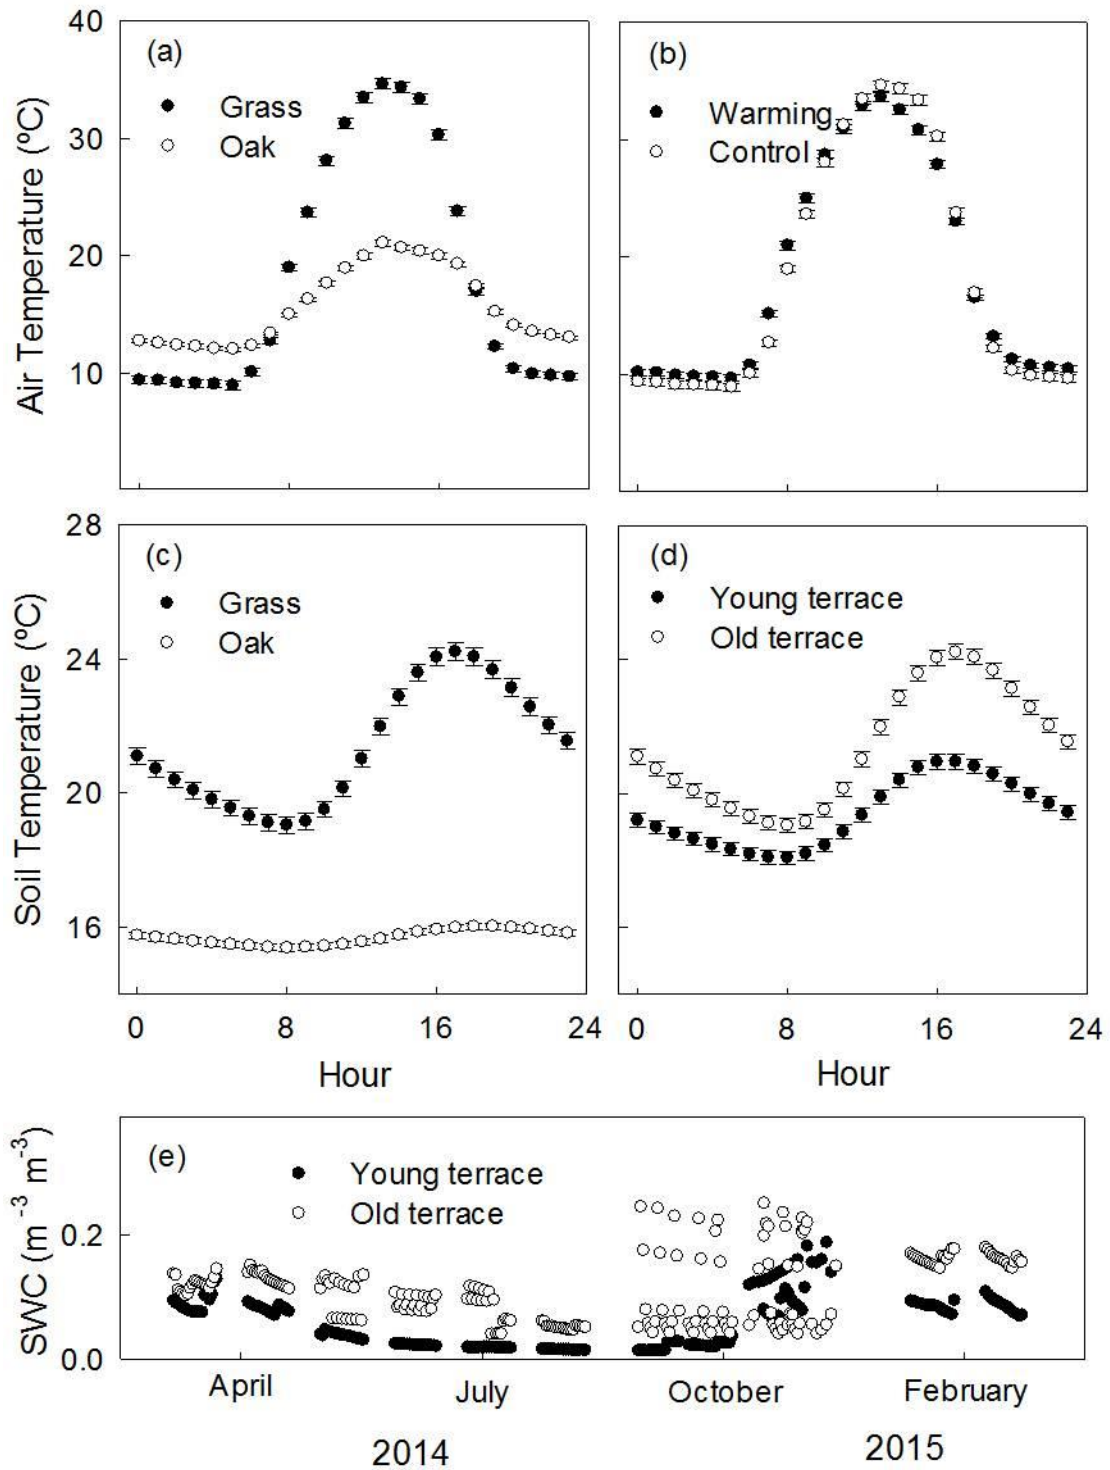 40
(a)
Grass
Oak
30
20
10
Air Temperature (ºC)
(b)
Warming
Control
28
(c)
Grass
Oak
24
20
16
Soil Temperature (ºC)
0 8 16 24
Hour
(d)
Young terrace
Old terrace
0 8 16 24
Hour
(e)
Young terrace
Old terrace
0.2
0.0
SWC (m⁻³ m⁻³)
April July October February
2014 2015